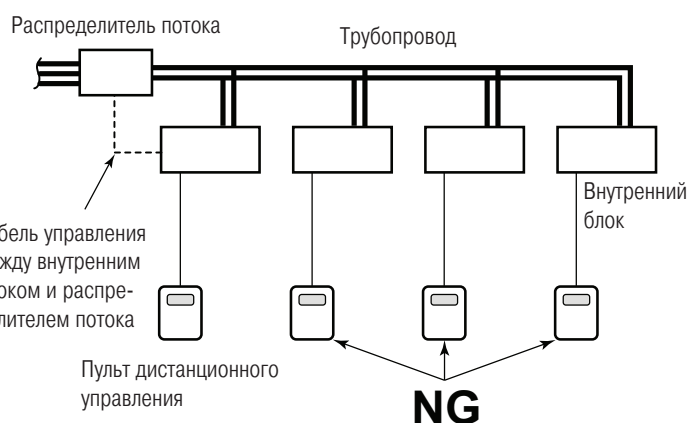 Распределитель потока
Трубопровод
Внутренний
блок
бель управления
жду внутренним
оком и распре-
лителем потока
Пульт дистанционного
управления
NG